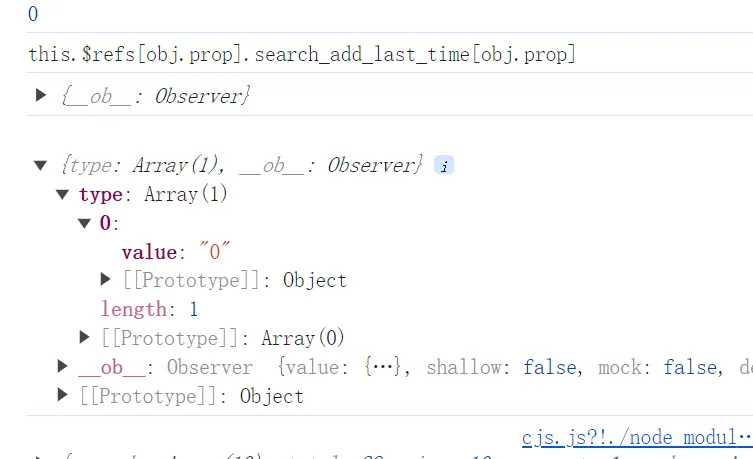 0
this.$refs[obj.prop].search_add_last_time[obj.prop]
{__ob__: Observer}
{type: Array(1), __ob__: Observer} i
type: Array(1)
0:
value: "0"
[[Prototype]]: Object
length: 1
[[Prototype]]: Array(0)
__ob__: Observer {value: {…}, shallow: false, mock: false, de
[[Prototype]]: Object
cjs.js?!./node_modul…